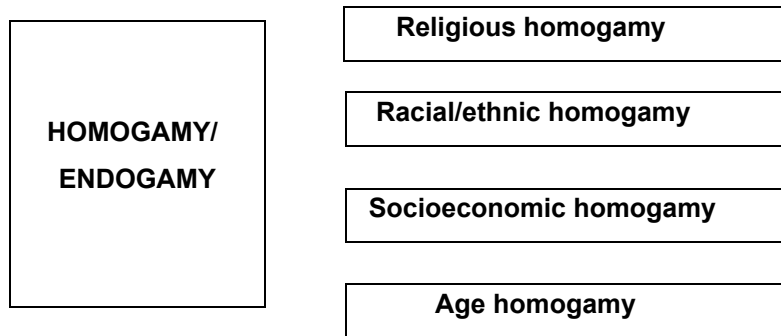 HOMOGAMY/
ENDOGAMY
Religious homogamy
Racial/ethnic homogamy
Socioeconomic homogamy
Age homogamy